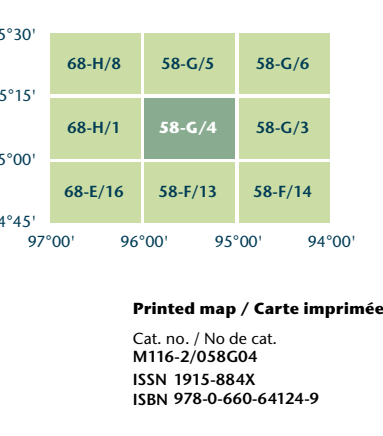 5°30'
68-H/8 58-G/5 58-G/6
5°15'
68-H/1 58-G/4 58-G/3
5°00'
68-E/16 58-F/13 58-F/14
4°45'
97°00' 96°00' 95°00' 94°00'
Printed map / Carte imprimée
Cat. no. / No de cat.
M116-2/058G04
ISSN 1915-884X
ISBN 978-0-660-64124-9